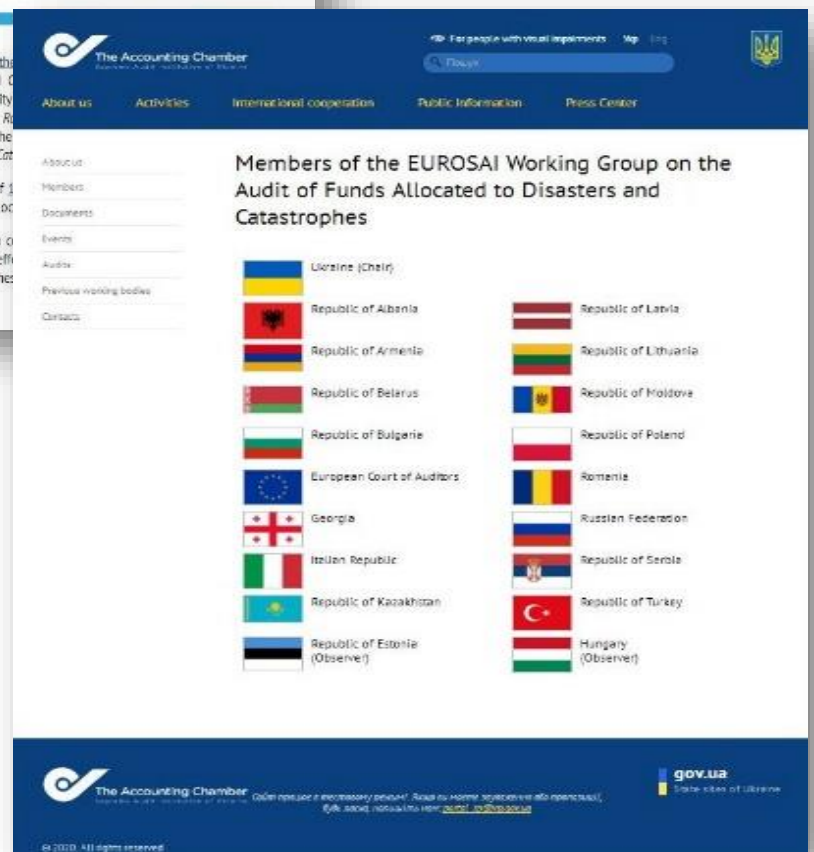 For people with visual impairments Укр Eng
The Accounting Chamber
Пошук
About us Activities International cooperation Public Information Press Center
About us
Members
Documents
Events
Audits
Previous working bodies
Contacts
Members of the EUROSAI Working Group on the
Audit of Funds Allocated to Disasters and
Catastrophes
Ukraine (Chair)
Republic of Albania
Republic of Latvia
Republic of Armenia
Republic of Lithuania
Republic of Belarus
Republic of Moldova
Republic of Bulgaria
Republic of Poland
European Court of Auditors
Romania
Georgia
Russian Federation
Italian Republic
Republic of Serbia
Republic of Kazakhstan
Republic of Turkey
Republic of Estonia
(Observer)
Hungary
(Observer)
The Accounting Chamber
gov.ua
State sites of Ukraine
© 2020. All rights reserved